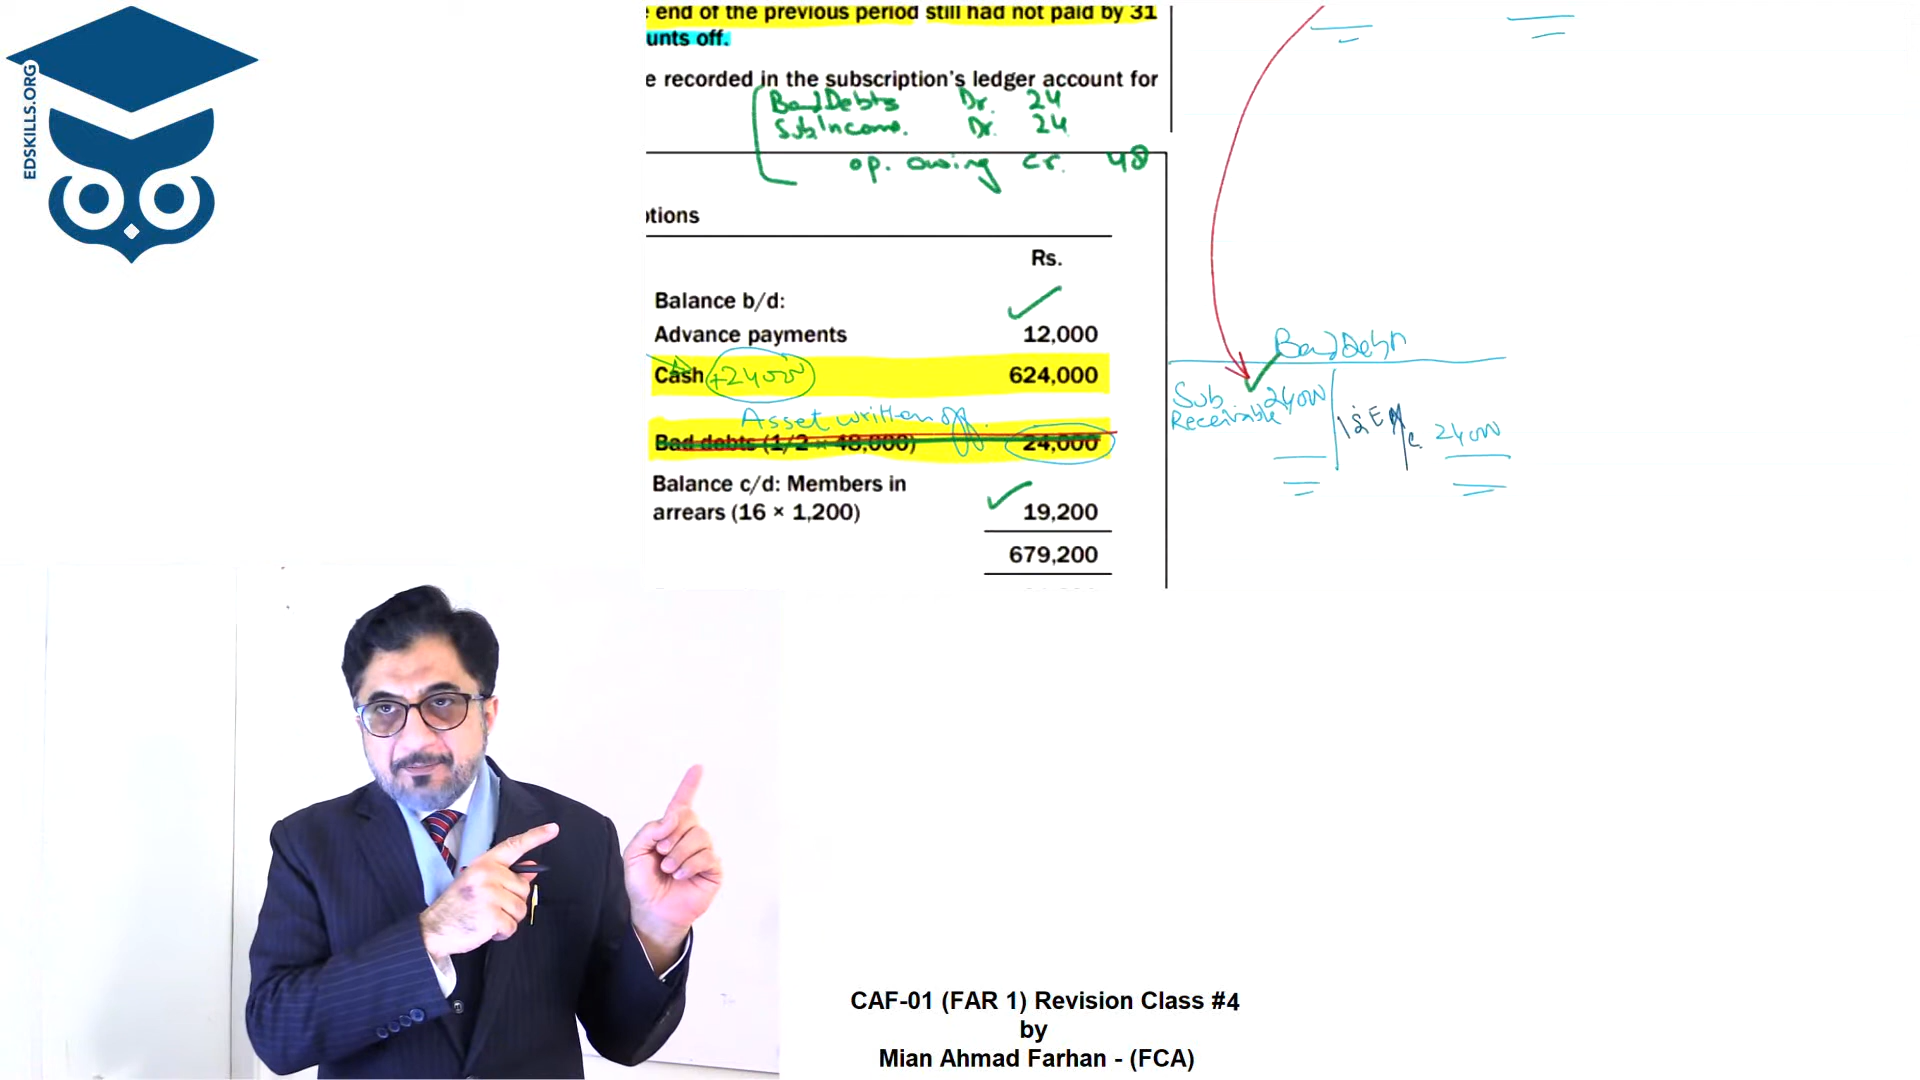 EDSKILLS.ORG
end of the previous period still had not paid by 31
unts off.
e recorded in the subscription's ledger account for
Bad Debts Dr. 24
Sub Income. Dr. 24
op. owing Cr. 48
otions
Rs.
Balance b/d:
Advance payments 12,000
Cash +24000 624,000
Asset written off.
Bad debts (1/2 × 48,000) 24,000
Balance c/d: Members in
arrears (16 × 1,200) 19,200
679,200
Bad Debt
Sub 24000
Receivable
I & E A/c 24000
CAF-01 (FAR 1) Revision Class #4
by
Mian Ahmad Farhan - (FCA)